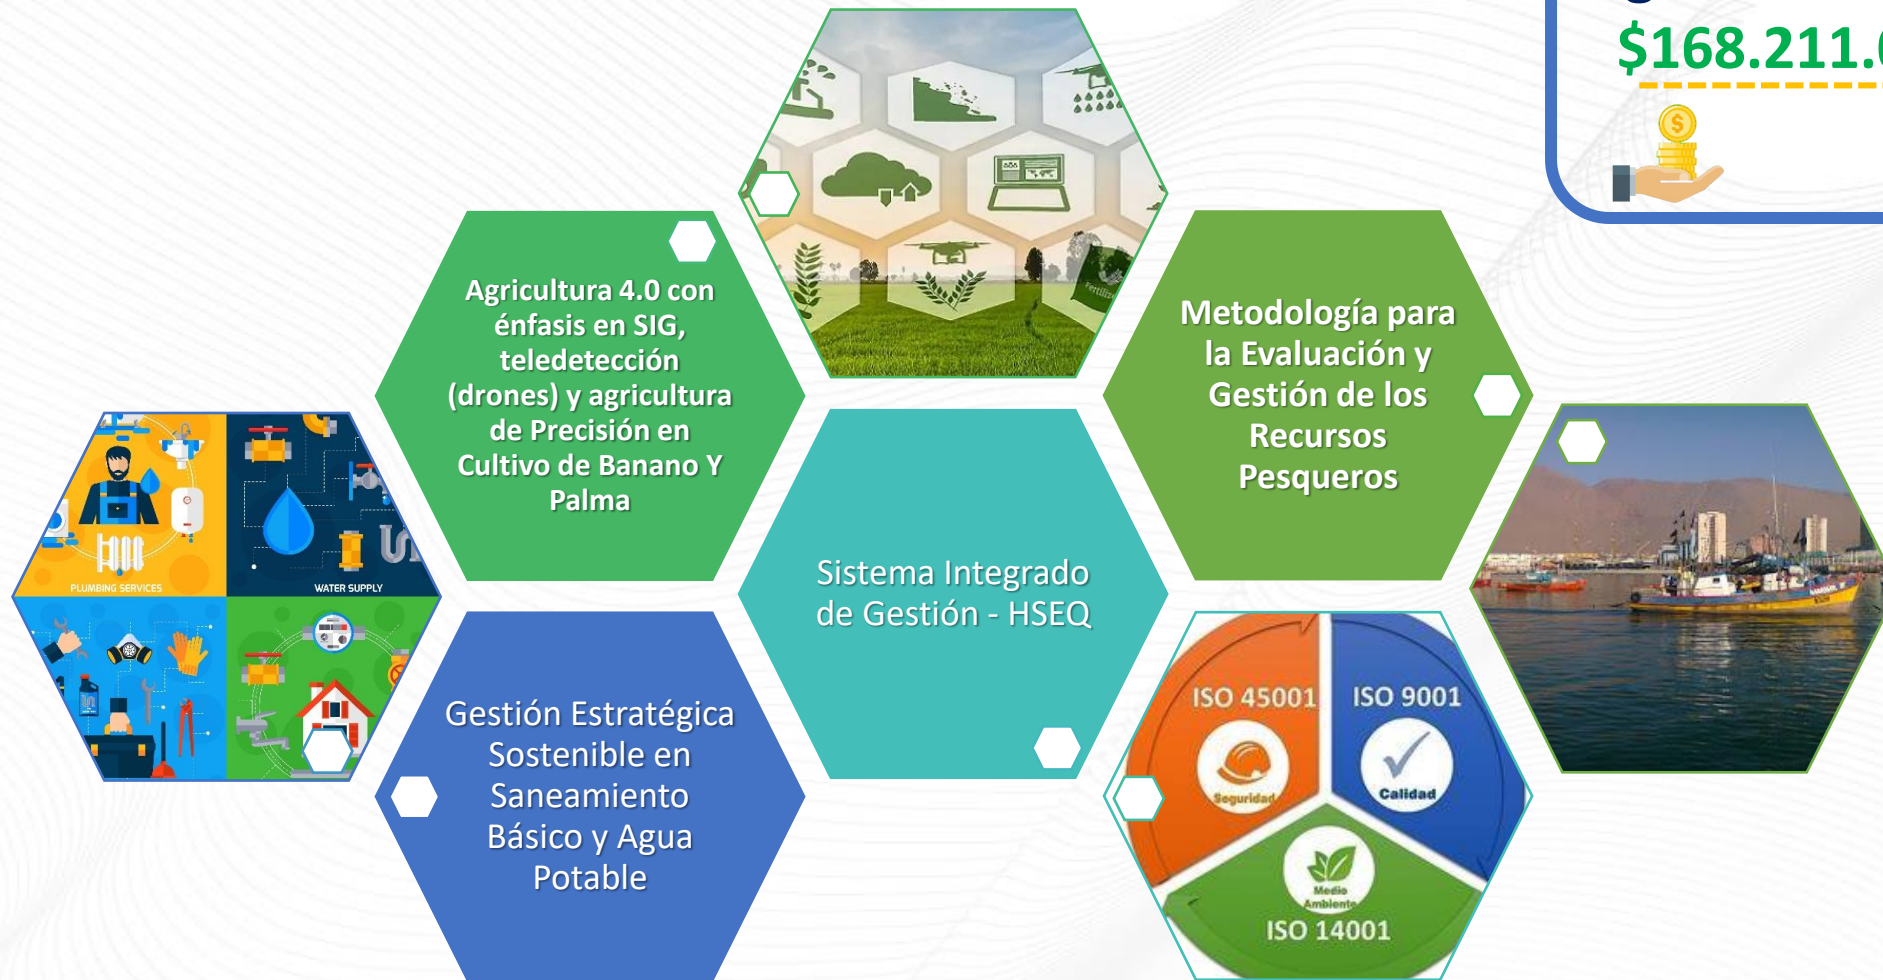 $168.211.
Agricultura 4.0 con
énfasis en SIG,
teledetección
(drones) y agricultura
de Precisión en
Cultivo de Banano Y
Palma
Metodología para
la Evaluación y
Gestión de los
Recursos
Pesqueros
Sistema Integrado
de Gestión - HSEQ
Gestión Estratégica
Sostenible en
Saneamiento
Básico y Agua
Potable
PLUMBING SERVICES
WATER SUPPLY
ISO 45001
Seguridad
ISO 9001
Calidad
Medio
Ambiente
ISO 14001